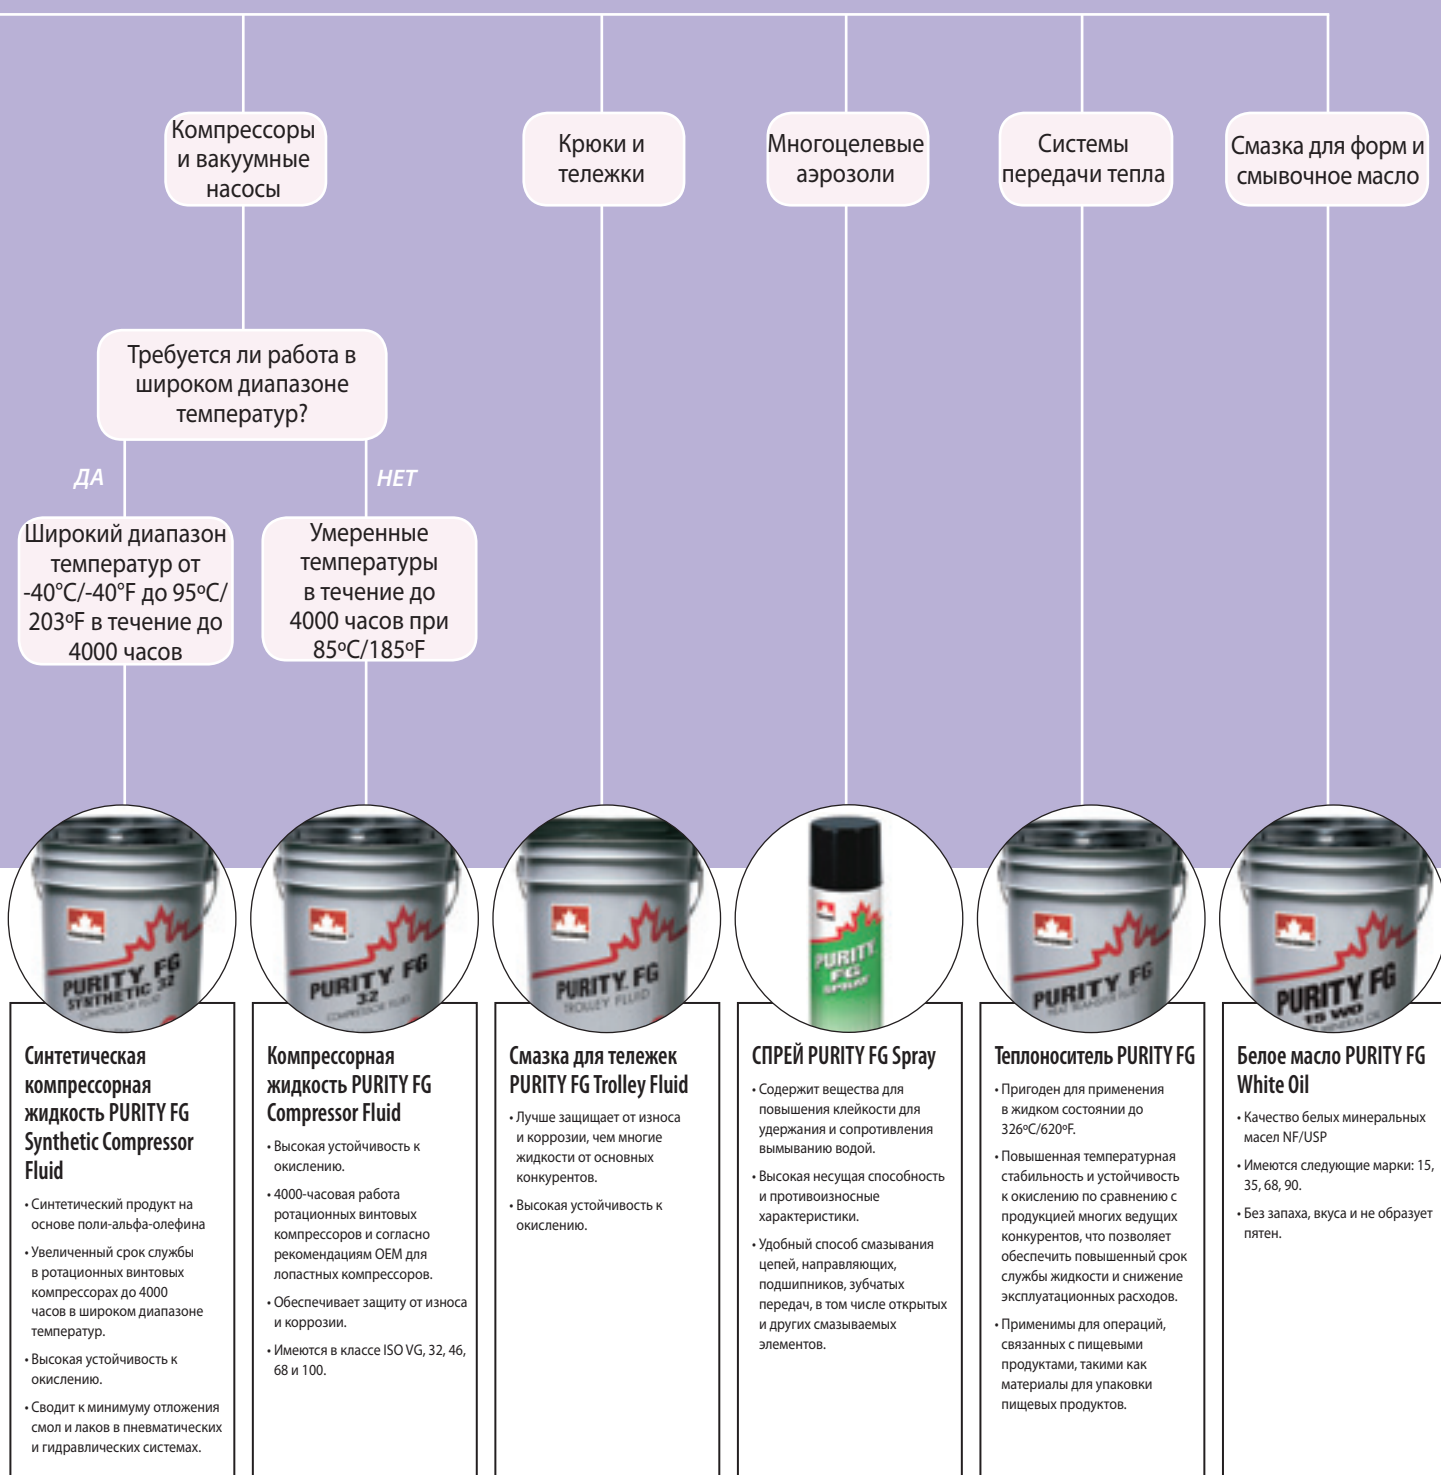 Компрессоры
и вакуумные
насосы
Крюки и
тележки
Многоцелевые
аэрозоли
Системы
передачи тепла
Смазка для форм и
смывочное масло
Требуется ли работа в
широком диапазоне
температур?
ДА
НЕТ
Широкий диапазон
температур от
-40°C/-40°F до 95ºC/
203ºF в течение до
4000 часов
Умеренные
температуры
в течение до
4000 часов при
85ºC/185ºF
PURITY FG
SYNTHETIC 32
COMPRESSOR FLUID
PURITY FG
32
COMPRESSOR FLUID
PURITY FG
TROLLEY FLUID
PURITY
FG
SPRAY
PURITY FG
HEAT TRANSFER FLUID
PURITY FG
15 WO
MINERAL OIL
Синтетическая
компрессорная
жидкость PURITY FG
Synthetic Compressor
Fluid
• Синтетический продукт на
основе поли-альфа-олефина
• Увеличенный срок службы
в ротационных винтовых
компрессорах до 4000
часов в широком диапазоне
температур.
• Высокая устойчивость к
окислению.
• Сводит к минимуму отложения
смол и лаков в пневматических
и гидравлических системах.
Компрессорная
жидкость PURITY FG
Compressor Fluid
• Высокая устойчивость к
окислению.
• 4000-часовая работа
ротационных винтовых
компрессоров и согласно
рекомендациям OEM для
лопастных компрессоров.
• Обеспечивает защиту от износа
и коррозии.
• Имеются в классе ISO VG, 32, 46,
68 и 100.
Смазка для тележек
PURITY FG Trolley Fluid
• Лучше защищает от износа
и коррозии, чем многие
жидкости от основных
конкурентов.
• Высокая устойчивость к
окислению.
СПРЕЙ PURITY FG Spray
• Содержит вещества для
повышения клейкости для
удержания и сопротивления
вымыванию водой.
• Высокая несущая способность
и противоизносные
характеристики.
• Удобный способ смазывания
цепей, направляющих,
подшипников, зубчатых
передач, в том числе открытых
и других смазываемых
элементов.
Теплоноситель PURITY FG
• Пригоден для применения
в жидком состоянии до
326ºC/620ºF.
• Повышенная температурная
стабильность и устойчивость
к окислению по сравнению с
продукцией многих ведущих
конкурентов, что позволяет
обеспечить повышенный срок
службы жидкости и снижение
эксплуатационных расходов.
• Применимы для операций,
связанных с пищевыми
продуктами, такими как
материалы для упаковки
пищевых продуктов.
Белое масло PURITY FG
White Oil
• Качество белых минеральных
масел NF/USP
• Имеются следующие марки: 15,
35, 68, 90.
• Без запаха, вкуса и не образует
пятен.